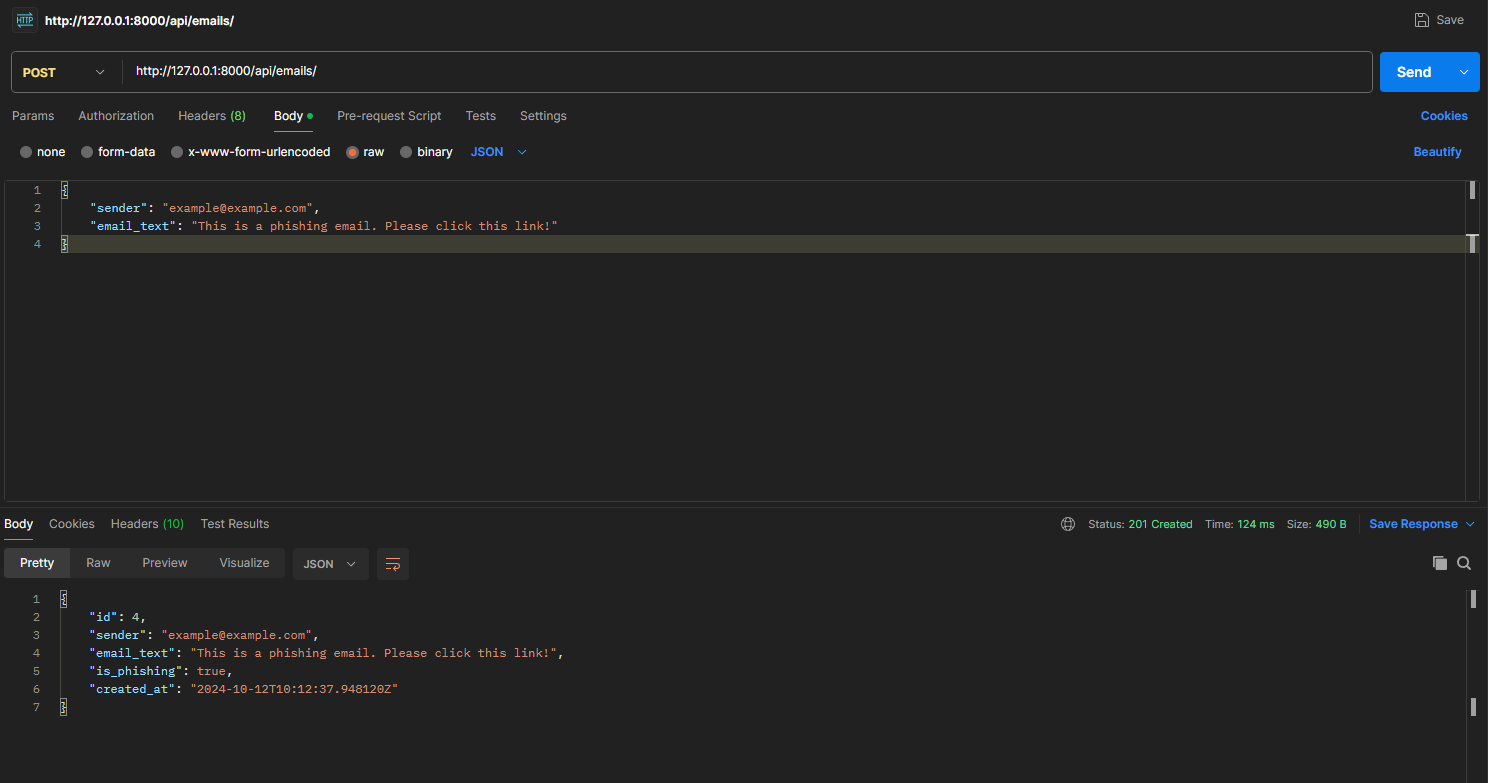 HTTP http://127.0.0.1:8000/api/emails/ Save
POST http://127.0.0.1:8000/api/emails/ Send
Params Authorization Headers (8) Body Pre-request Script Tests Settings Cookies
none form-data x-www-form-urlencoded raw binary JSON Beautify
1 {
2 "sender": "example@example.com",
3 "email_text": "This is a phishing email. Please click this link!"
4 }
Body Cookies Headers (10) Test Results Status: 201 Created Time: 124 ms Size: 490 B Save Response
Pretty Raw Preview Visualize JSON
1 {
2 "id": 4,
3 "sender": "example@example.com",
4 "email_text": "This is a phishing email. Please click this link!",
5 "is_phishing": true,
6 "created_at": "2024-10-12T10:12:37.948120Z"
7 }